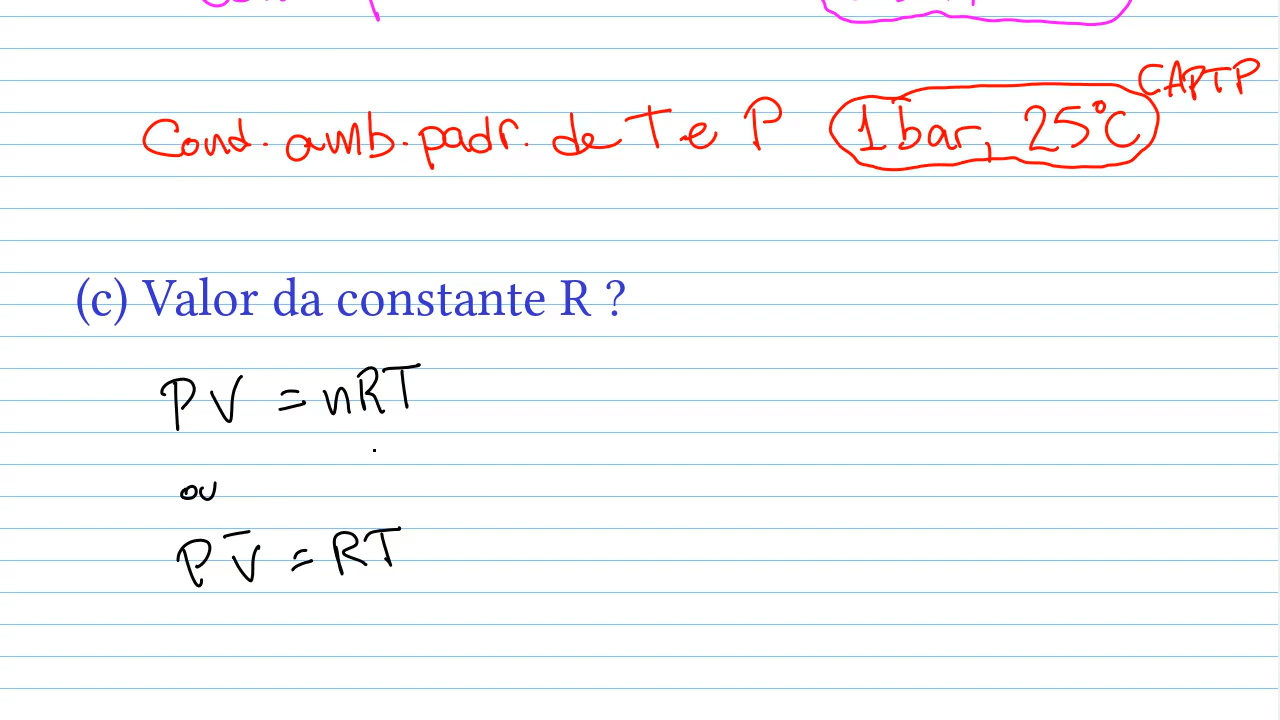 Cond. amb. padr. de T e P 1 bar, 25°C CAPTP
(c) Valor da constante R ?
PV = nRT
ou
PV̅ = RT